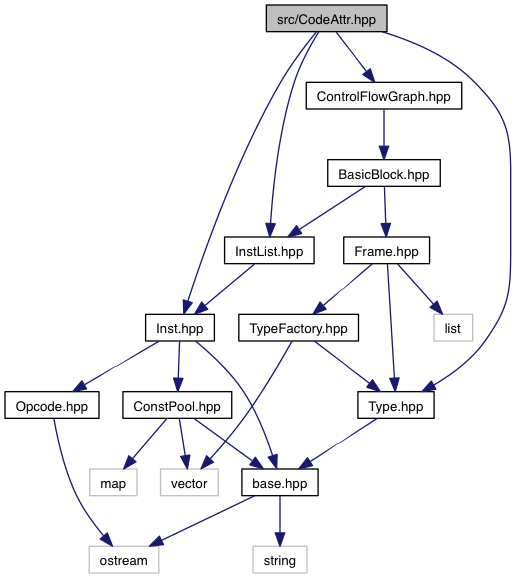 src/CodeAttr.hpp
ControlFlowGraph.hpp
BasicBlock.hpp
InstList.hpp
Frame.hpp
Inst.hpp
TypeFactory.hpp
list
Opcode.hpp
ConstPool.hpp
Type.hpp
map
vector
base.hpp
ostream
string